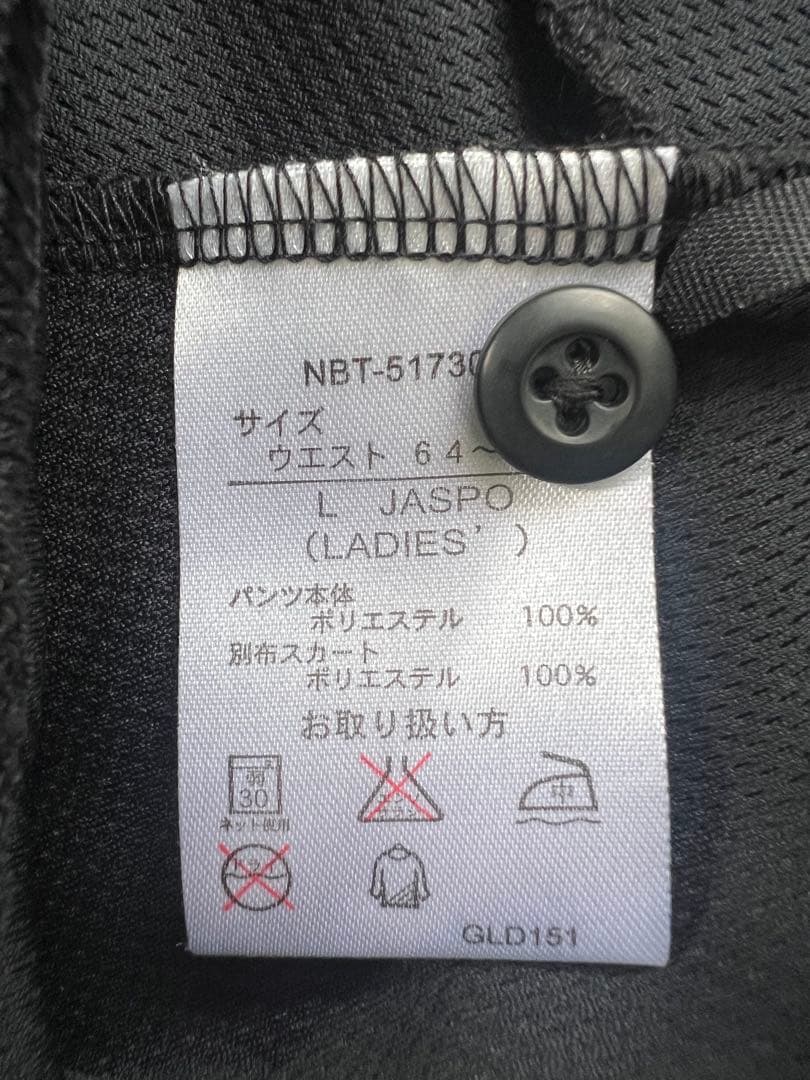 NBT-51730
サイズ
ウエスト 64~
L JASPO
(LADIES' )
パンツ本体
ポリエステル 100%
別布スカート
ポリエステル 100%
お取り扱い方
弱
30
中
ネット使用
GLD151